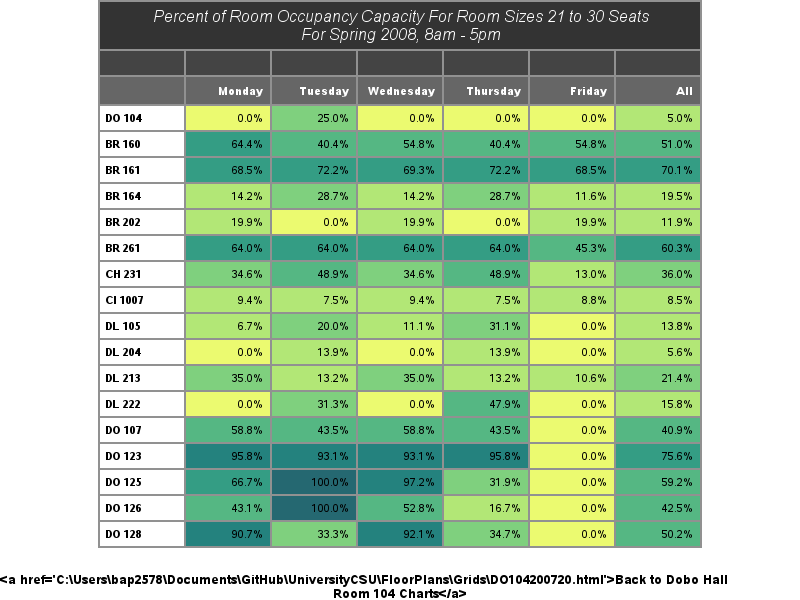 Percent of Room Occupancy Capacity For Room Sizes 21 to 30 Seats
For Spring 2008, 8am - 5pm
Monday Tuesday Wednesday Thursday Friday All
DO 104 0.0% 25.0% 0.0% 0.0% 0.0% 5.0%
BR 160 64.4% 40.4% 54.8% 40.4% 54.8% 51.0%
BR 161 68.5% 72.2% 69.3% 72.2% 68.5% 70.1%
BR 164 14.2% 28.7% 14.2% 28.7% 11.6% 19.5%
BR 202 19.9% 0.0% 19.9% 0.0% 19.9% 11.9%
BR 261 64.0% 64.0% 64.0% 64.0% 45.3% 60.3%
CH 231 34.6% 48.9% 34.6% 48.9% 13.0% 36.0%
CI 1007 9.4% 7.5% 9.4% 7.5% 8.8% 8.5%
DL 105 6.7% 20.0% 11.1% 31.1% 0.0% 13.8%
DL 204 0.0% 13.9% 0.0% 13.9% 0.0% 5.6%
DL 213 35.0% 13.2% 35.0% 13.2% 10.6% 21.4%
DL 222 0.0% 31.3% 0.0% 47.9% 0.0% 15.8%
DO 107 58.8% 43.5% 58.8% 43.5% 0.0% 40.9%
DO 123 95.8% 93.1% 93.1% 95.8% 0.0% 75.6%
DO 125 66.7% 100.0% 97.2% 31.9% 0.0% 59.2%
DO 126 43.1% 100.0% 52.8% 16.7% 0.0% 42.5%
DO 128 90.7% 33.3% 92.1% 34.7% 0.0% 50.2%
<a href='C:\Users\bap2578\Documents\GitHub\UniversityCSU\FloorPlans\Grids\DO104200720.html'>Back to Dobo Hall
Room 104 Charts</a>